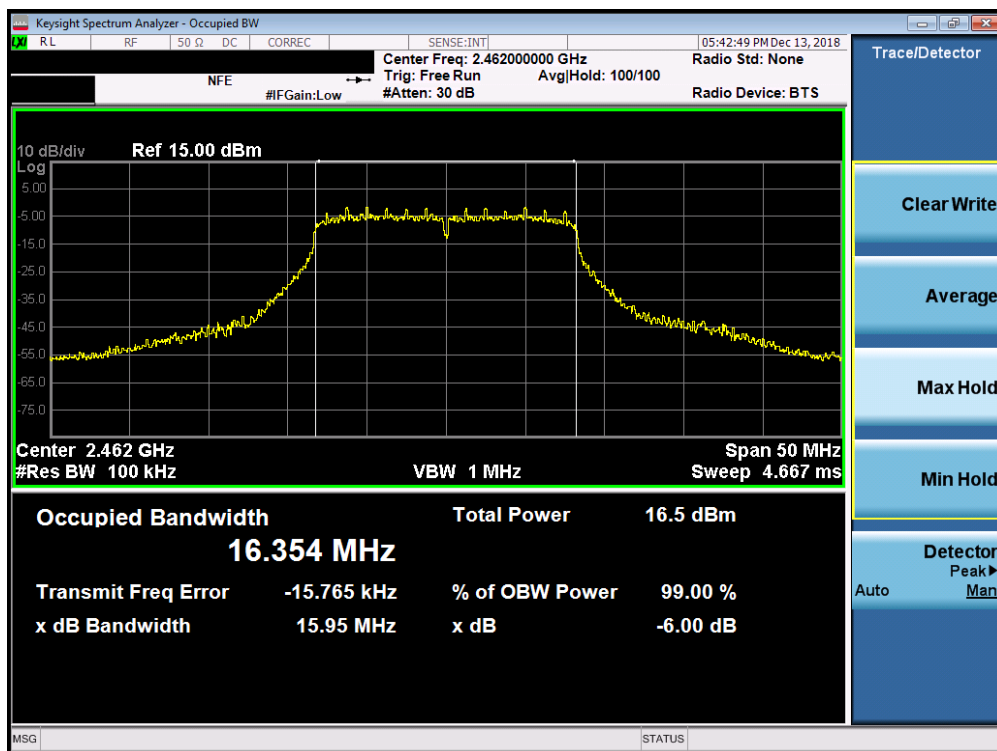 Keysight Spectrum Analyzer - Occupied BW
LXI RL RF 50 Ω DC CORREC SENSE:INT 05:42:49 PM Dec 13, 2018
Center Freq: 2.462000000 GHz Radio Std: None
NFE Trig: Free Run Avg|Hold: 100/100
#IFGain:Low #Atten: 30 dB Radio Device: BTS
10 dB/div Ref 15.00 dBm
Log
5.00
-5.00
-15.0
-25.0
-35.0
-45.0
-55.0
-65.0
-75.0
Center 2.462 GHz Span 50 MHz
#Res BW 100 kHz VBW 1 MHz Sweep 4.667 ms
Occupied Bandwidth Total Power 16.5 dBm
16.354 MHz
Transmit Freq Error -15.765 kHz % of OBW Power 99.00 %
x dB Bandwidth 15.95 MHz x dB -6.00 dB
Trace/Detector
Clear Write
Average
Max Hold
Min Hold
Detector
Peak▶
Auto Man
MSG STATUS